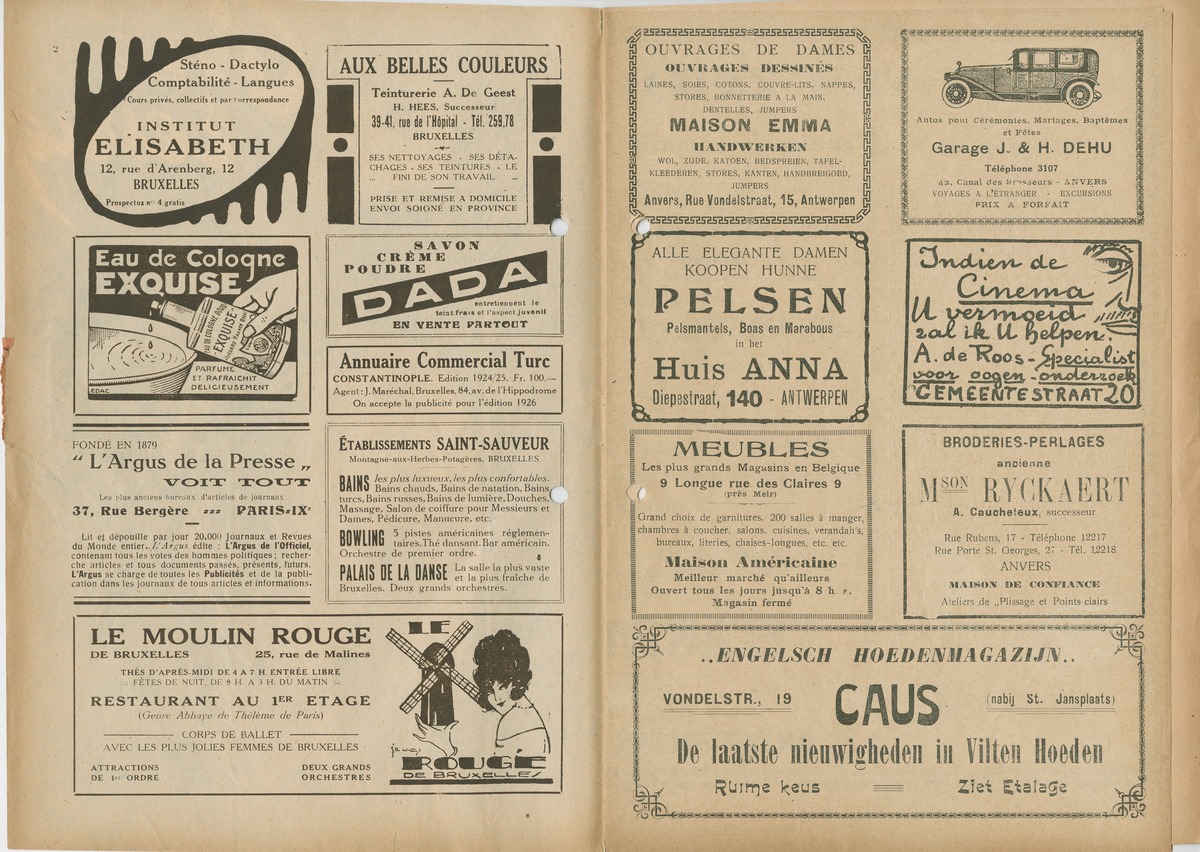 2
Sténo - Dactylo
Comptabilité - Langues
Cours privés, collectifs et par correspondance
INSTITUT
ELISABETH
12, rue d'Arenberg, 12
BRUXELLES
Prospectus nº 4 gratis
AUX BELLES COULEURS
Teinturerie A. De Geest
H. HEES, Successeur
39-41, rue de l'Hôpital - Tél. 259,78
BRUXELLES
SES NETTOYAGES - SES DÉTA-
CHAGES - SES TEINTURES - LE
.. FINI DE SON TRAVAIL ..
PRISE ET REMISE A DOMICILE
ENVOI SOIGNÉ EN PROVINCE
Eau de Cologne
EXQUISE
EAU DE COLOGNE DOUBLE
EXQUISE
PARFUME
ET RAFRAICHIT
DELICIEUSEMENT
EDAC
SAVON
CRÈME
POUDRE
DADA
entretiennent le
teint frais et l'aspect juvénil
EN VENTE PARTOUT
Annuaire Commercial Turc
CONSTANTINOPLE. Edition 1924/25. Fr. 100.—
Agent: J. Maréchal, Bruxelles, 84, av. de l'Hippodrome
On accepte la publicité pour l'édition 1926
FONDÉ EN 1879
“ L'Argus de la Presse „
VOIT TOUT
Les plus anciens bureaux d'articles de journaux
37, Rue Bergère === PARIS-IXe
Lit et dépouille par jour 20,000 Journaux et Revues
du Monde entier. L'Argus édite : L'Argus de l'Officiel,
contenant tous les votes des hommes politiques ; recher-
che articles et tous documents passés, présents, futurs.
L'Argus se charge de toutes les Publicités et de la publi-
cation dans les journaux de tous articles et informations.
ÉTABLISSEMENTS SAINT-SAUVEUR
Montagne-aux-Herbes-Potagères, BRUXELLES
BAINS les plus luxueux, les plus confortables.
Bains chauds, Bains de natation, Bains
turcs, Bains russes, Bains de lumière, Douches,
Massage, Salon de coiffure pour Messieurs et
Dames, Pédicure, Manucure, etc.
BOWLING 5 pistes américaines réglemen-
taires. Thé dansant. Bar américain.
Orchestre de premier ordre.
PALAIS DE LA DANSE La salle la plus vaste
et la plus fraîche de
Bruxelles. Deux grands orchestres.
LE MOULIN ROUGE
DE BRUXELLES 25, rue de Malines
THÉS D'APRÈS-MIDI DE 4 A 7 H. ENTRÉE LIBRE
FÊTES DE NUIT, DE 8 H. A 3 H. DU MATIN
RESTAURANT AU 1ER ETAGE
(Genre Abbaye de Thélème de Paris)
CORPS DE BALLET
AVEC LES PLUS JOLIES FEMMES DE BRUXELLES
ATTRACTIONS DEUX GRANDS
DE 1er ORDRE ORCHESTRES
LE
ROUGE
DE BRUXELLES
OUVRAGES DE DAMES
OUVRAGES DESSINÉS
LAINES, SOIES, COTONS, COUVRE-LITS, NAPPES,
STORES, BONNETTERIE A LA MAIN,
DENTELLES, JUMPERS
MAISON EMMA
HANDWERKEN
WOL, ZIJDE, KATOEN, BEDSPREIEN, TAFEL-
KLEEDEREN, STORES, KANTEN, HANDBREIGOED,
JUMPERS
Anvers, Rue Vondelstraat, 15, Antwerpen
Autos pour Cérémonies, Mariages, Baptèmes
et Fêtes
Garage J. & H. DEHU
Téléphone 3107
42, Canal des Brasseurs - ANVERS
VOYAGES A L'ÉTRANGER - EXCURSIONS
PRIX A FORFAIT
ALLE ELEGANTE DAMEN
KOOPEN HUNNE
PELSEN
Pelsmantels, Boas en Marabous
in het
Huis ANNA
Diepestraat, 140 - ANTWERPEN
Indien de
Cinema
U vermoeid
zal ik U helpen.
A. de Roos - Specialist
voor oogen-onderzoek
GEMEENTESTRAAT 20
MEUBLES
Les plus grands Magasins en Belgique
9 Longue rue des Claires 9
(près Meir)
Grand choix de garnitures. 200 salles à manger,
chambres à coucher, salons, cuisines, verandah's,
bureaux, literies, chaises-longues, etc. etc.
Maison Américaine
Meilleur marché qu'ailleurs
Ouvert tous les jours jusqu'à 8 h. s.
Magasin fermé
BRODERIES-PERLAGES
ancienne
MSON RYCKAERT
A. Caucheteux, successeur
Rue Rubens, 17 - Téléphone 12217
Rue Porte St. Georges, 27 - Tél. 12218
ANVERS
MAISON DE CONFIANCE
Ateliers de „Plissage et Points-clairs
..ENGELSCH HOEDENMAGAZIJN..
VONDELSTR., 19 CAUS (nabij St. Jansplaats)
De laatste nieuwigheden in Vilten Hoeden
Ruime keus === Ziet Etalage